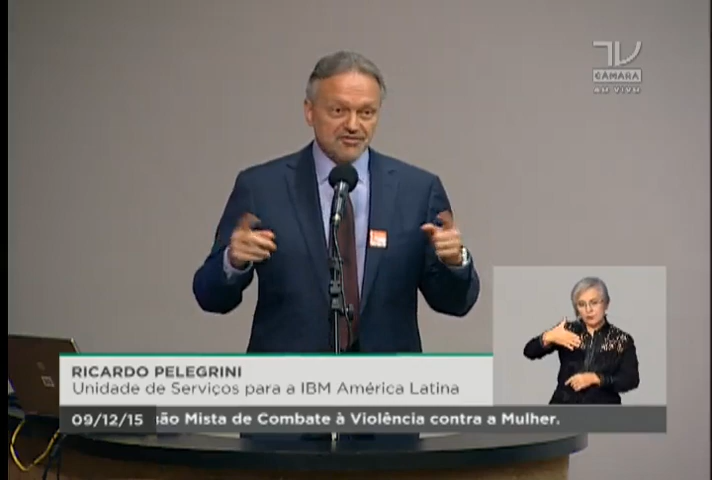 TV
CÂMARA
AO VIVO
RICARDO PELEGRINI
Unidade de Serviços para a IBM América Latina
09/12/15 são Mista de Combate à Violência contra a Mulher.